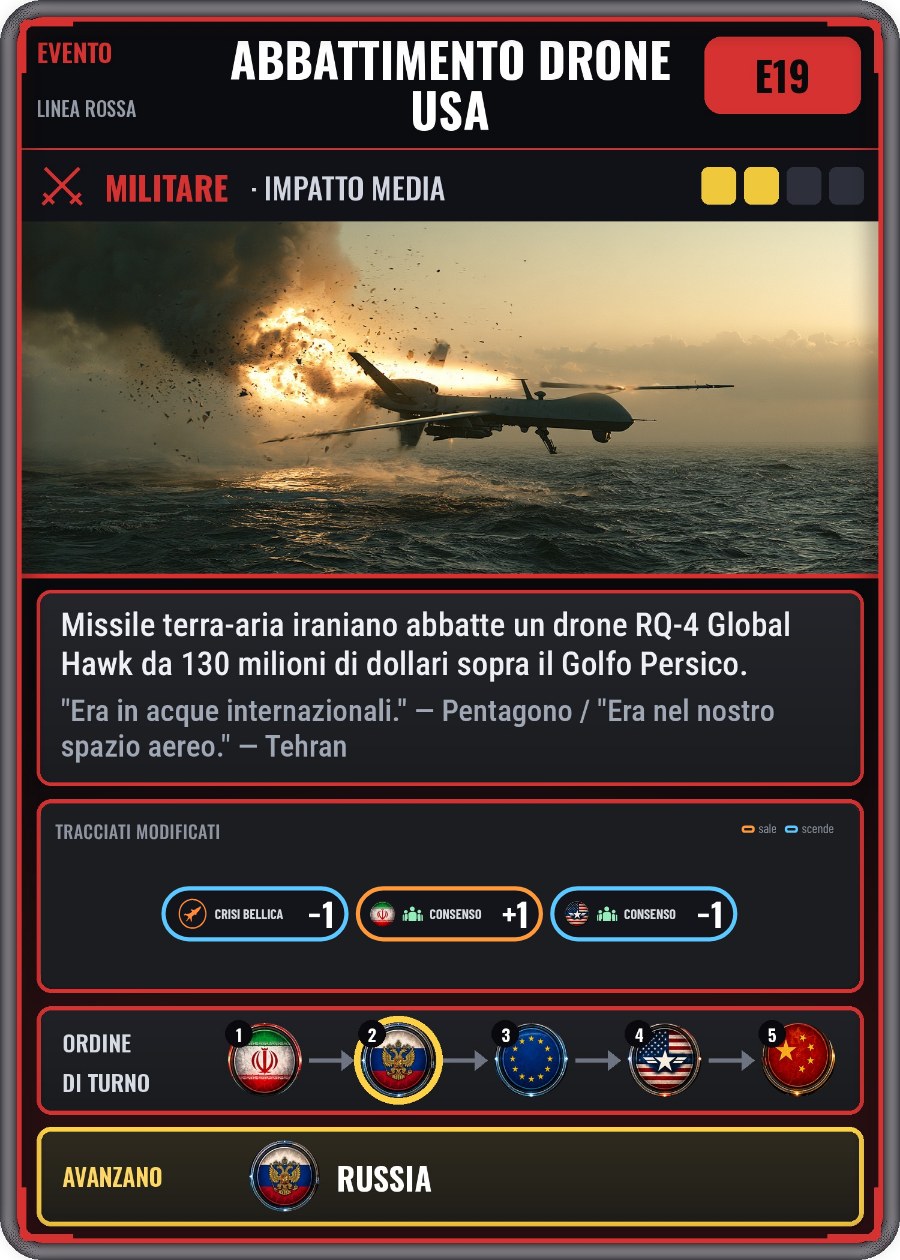 EVENTO
LINEA ROSSA
ABBATTIMENTO DRONE
USA
E19
MILITARE · IMPATTO MEDIA
Missile terra-aria iraniano abbatte un drone RQ-4 Global
Hawk da 130 milioni di dollari sopra il Golfo Persico.
"Era in acque internazionali." — Pentagono / "Era nel nostro
spazio aereo." — Tehran
TRACCIATI MODIFICATI
sale scende
CRISI BELLICA -1
CONSENSO +1
CONSENSO -1
ORDINE
DI TURNO
1 2 3 4 5
AVANZANO RUSSIA